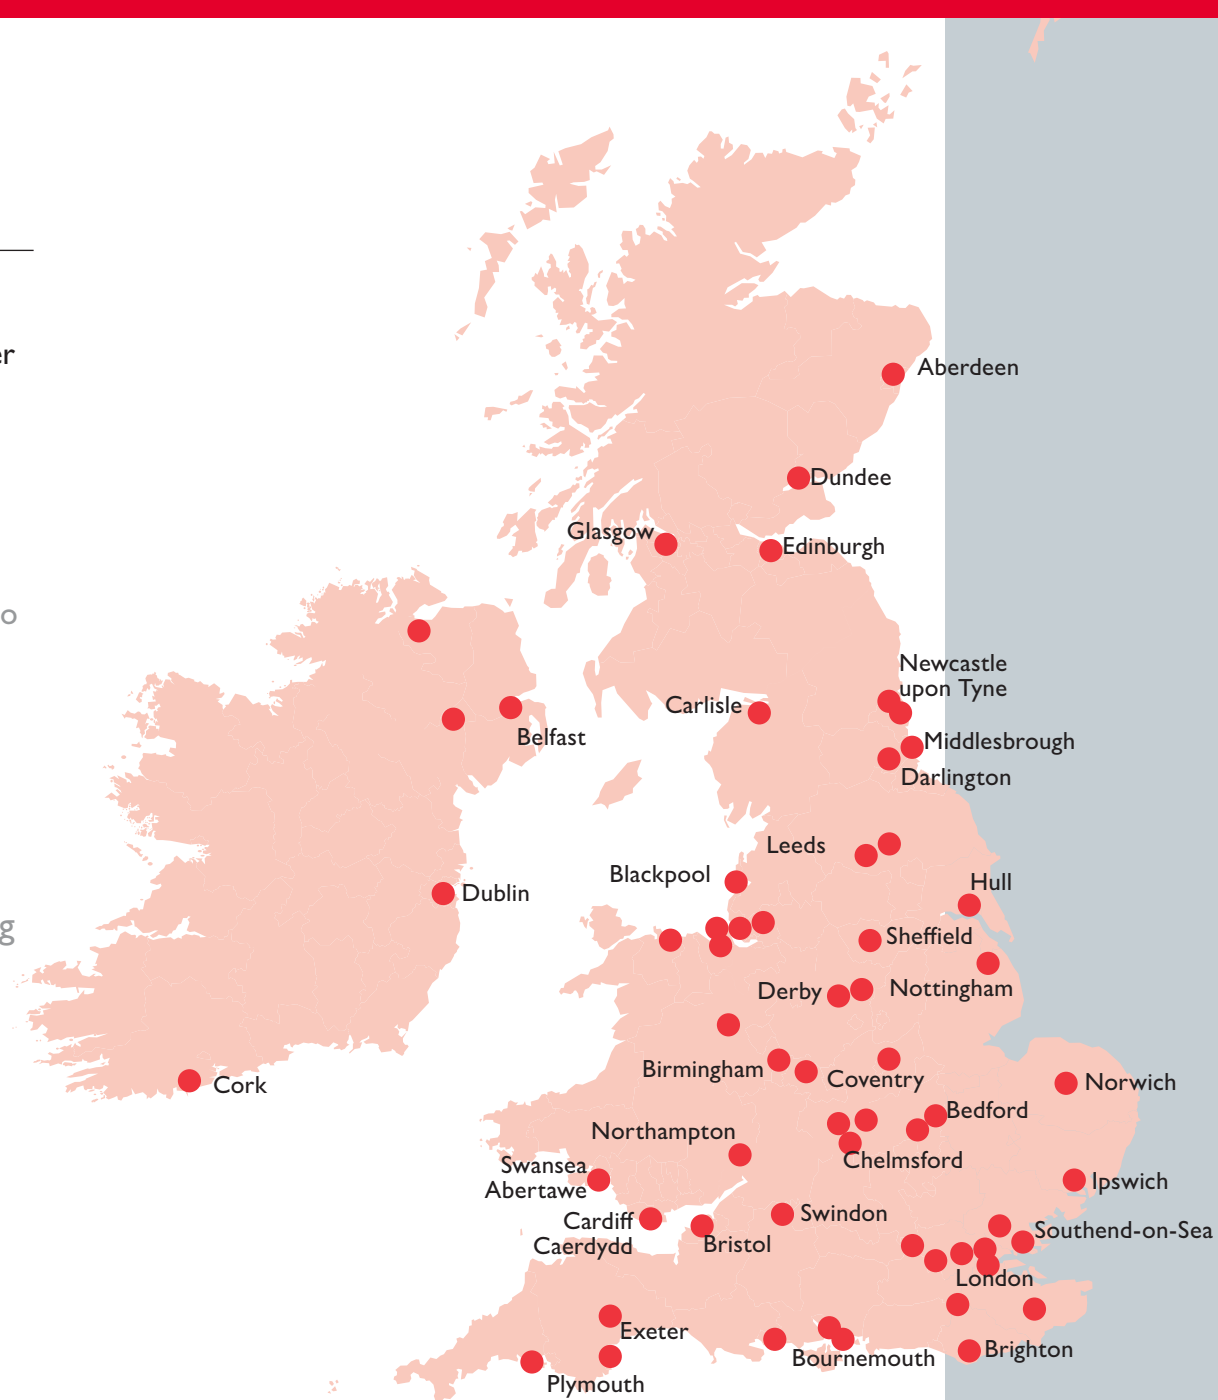 er
Aberdeen
Dundee
Glasgow
Edinburgh
o
Newcastle
upon Tyne
Carlisle
Belfast
Middlesbrough
Darlington
Leeds
Blackpool
Hull
Dublin
g
Sheffield
Derby
Nottingham
Birmingham
Coventry
Norwich
Cork
Bedford
Northampton
Chelmsford
Swansea
Abertawe
Ipswich
Swindon
Cardiff
Caerdydd
Bristol
Southend-on-Sea
London
Exeter
Brighton
Bournemouth
Plymouth